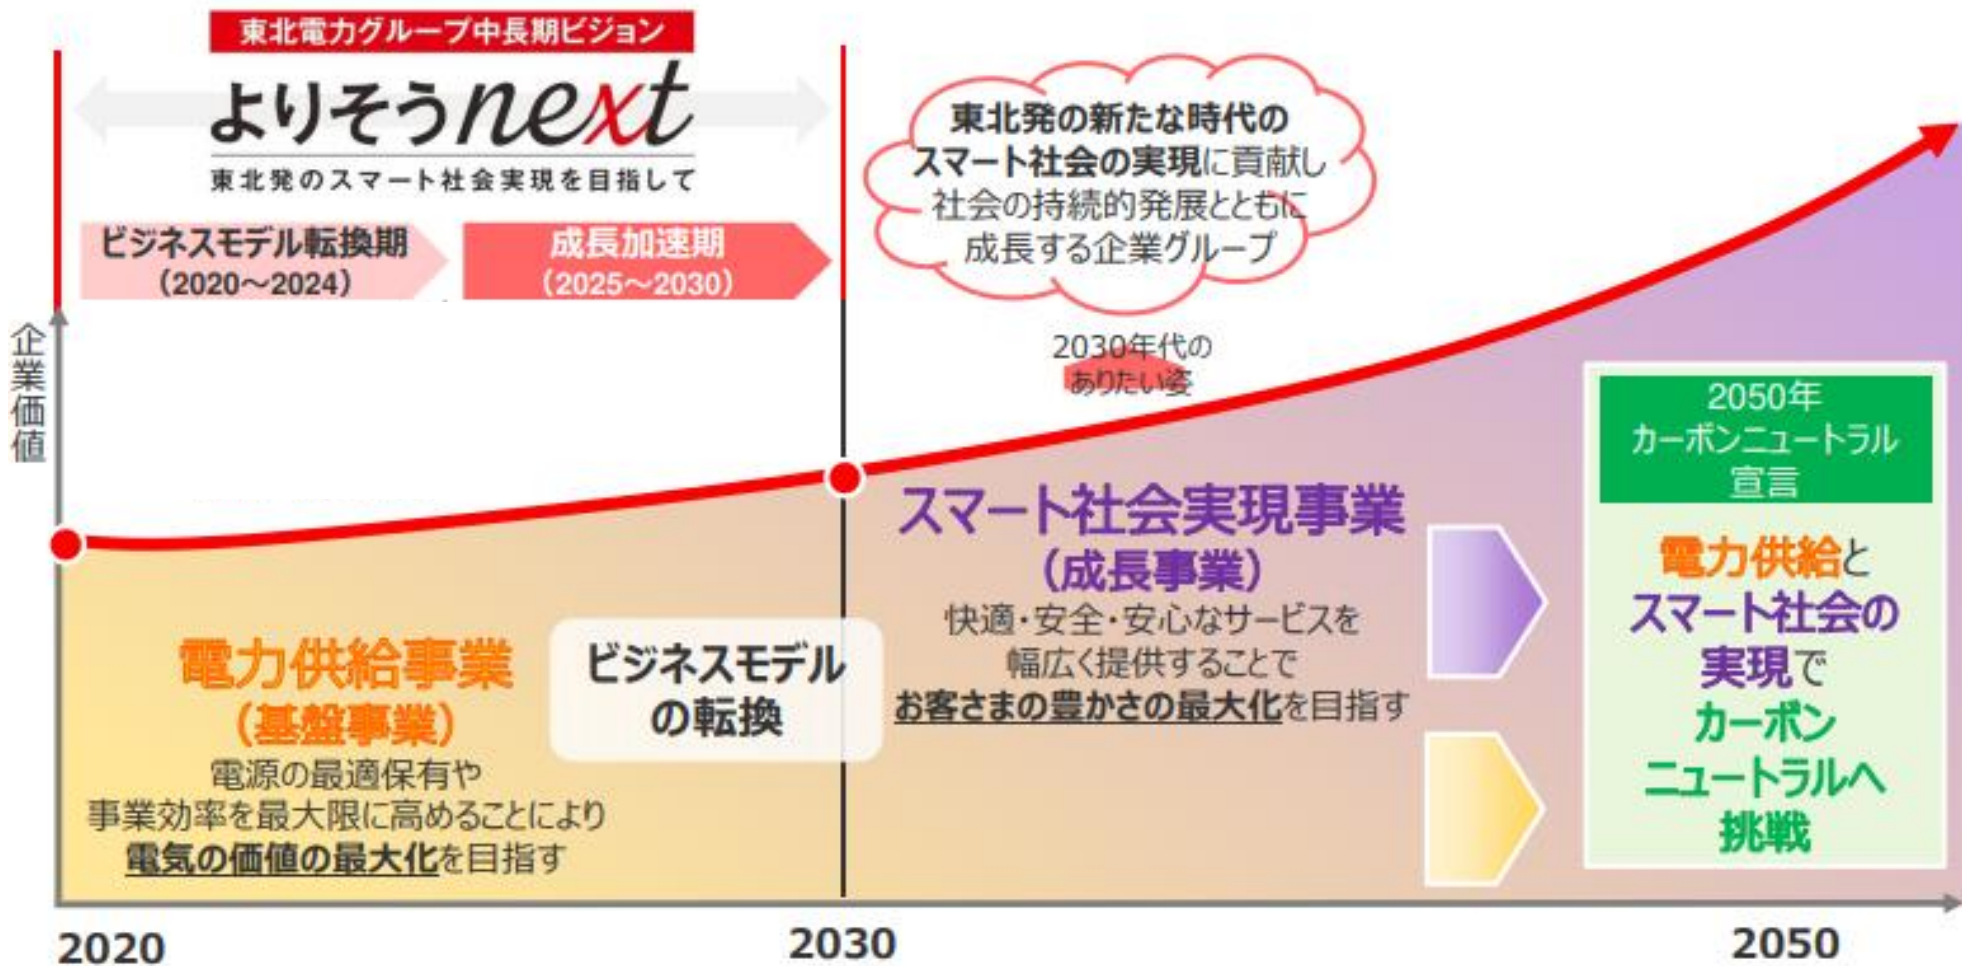 東北電力グループ中長期ビジョン
よりそうnext
東北発のスマート社会実現を目指して
ビジネスモデル転換期
（2020～2024）
成長加速期
（2025～2030）
東北発の新たな時代の
スマート社会の実現に貢献し
社会の持続的発展とともに
成長する企業グループ
2030年代の
ありたい姿
企業価値
2050年
カーボンニュートラル
宣言
電力供給と
スマート社会の
実現で
カーボン
ニュートラルへ
挑戦
スマート社会実現事業
（成長事業）
快適・安全・安心なサービスを
幅広く提供することで
お客さまの豊かさの最大化を目指す
ビジネスモデル
の転換
電力供給事業
（基盤事業）
電源の最適保有や
事業効率を最大限に高めることにより
電気の価値の最大化を目指す
2020
2030
2050